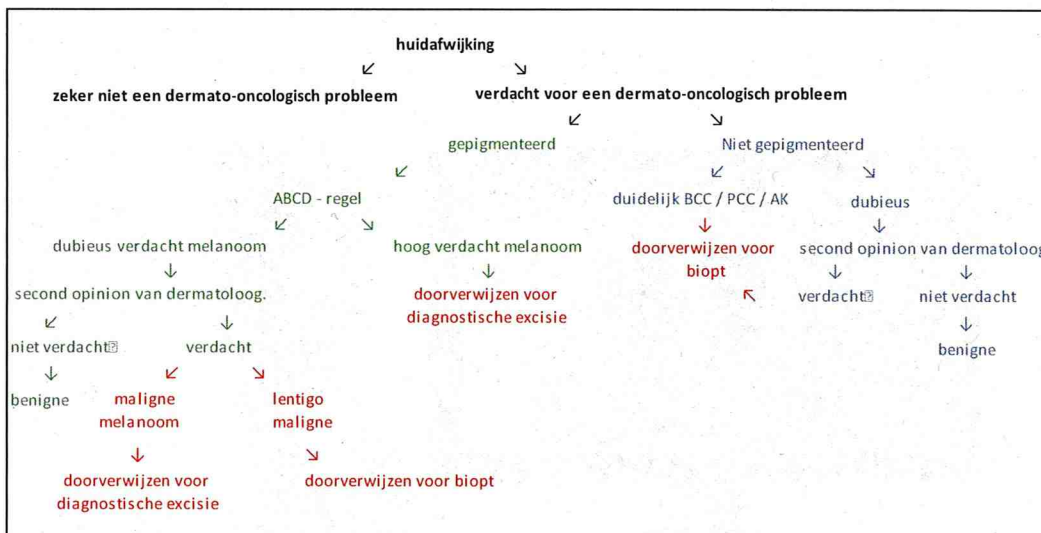 huidafwijking
↙ ↘
zeker niet een dermato-oncologisch probleem verdacht voor een dermato-oncologisch probleem
↙ ↘
gepigmenteerd Niet gepigmenteerd
↙ ↙ ↘
ABCD - regel duidelijk BCC / PCC / AK dubieus
↙ ↘ ↓ ↓
dubieus verdacht melanoom hoog verdacht melanoom doorverwijzen voor second opinion van dermatoloog
↓ ↓ biopt ↓ ↓
second opinion van dermatoloog. doorverwijzen voor ↖ verdacht niet verdacht
↙ ↓ diagnostische excisie ↓
niet verdacht verdacht benigne
↓ ↙ ↘
benigne maligne lentigo
melanoom maligne
↓ ↘
doorverwijzen voor doorverwijzen voor biopt
diagnostische excisie